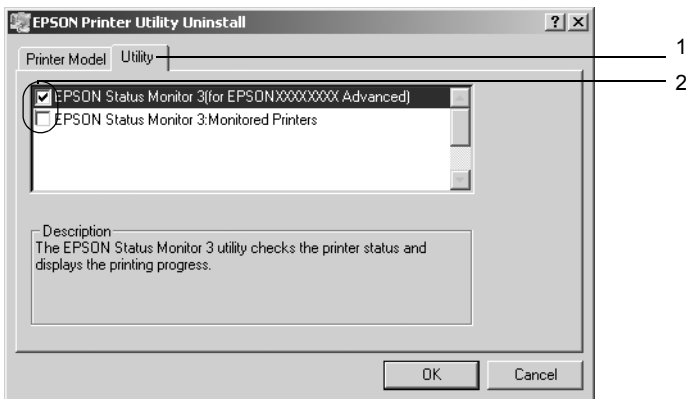 EPSON Printer Utility Uninstall
Printer Model Utility
1
2
EPSON Status Monitor 3(for EPSONXXXXXXXX Advanced)
EPSON Status Monitor 3:Monitored Printers
Description
The EPSON Status Monitor 3 utility checks the printer status and
displays the printing progress.
OK Cancel